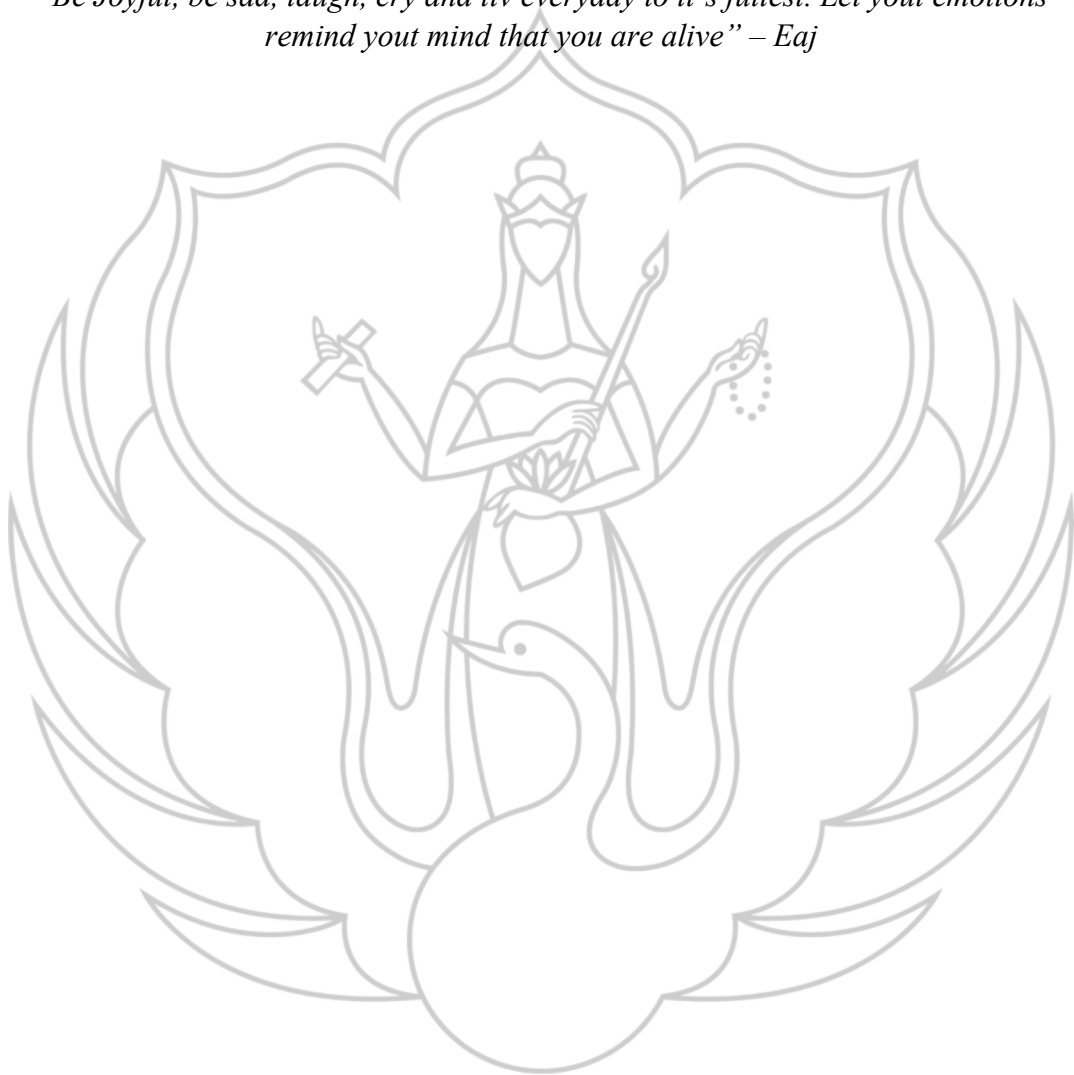 Be Joyful, be sad, laugh, cry and liv everyday to it's fullest. Let yout emotions
remind yout mind that you are alive” – Eaj